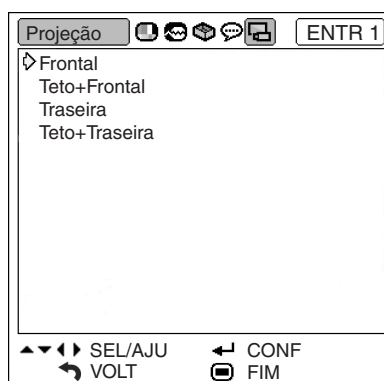 Projeção ENTR 1
Frontal
Teto+Frontal
Traseira
Teto+Traseira
SEL/AJU CONF
VOLT FIM